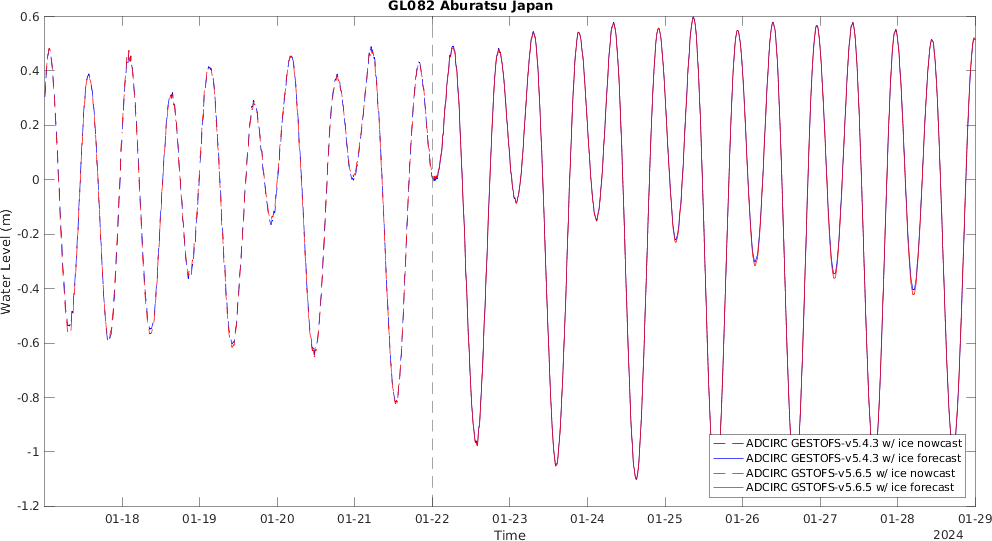 GL082 Aburatsu Japan
0.6
0.4
0.2
0
-0.2
-0.4
-0.6
-0.8
-1
-1.2
Water Level (m)
ADCIRC GESTOFS-v5.4.3 w/ ice nowcast
ADCIRC GESTOFS-v5.4.3 w/ ice forecast
ADCIRC GSTOFS-v5.6.5 w/ ice nowcast
ADCIRC GSTOFS-v5.6.5 w/ ice forecast
01-18 01-19 01-20 01-21 01-22 01-23 01-24 01-25 01-26 01-27 01-28 01-29
Time
2024